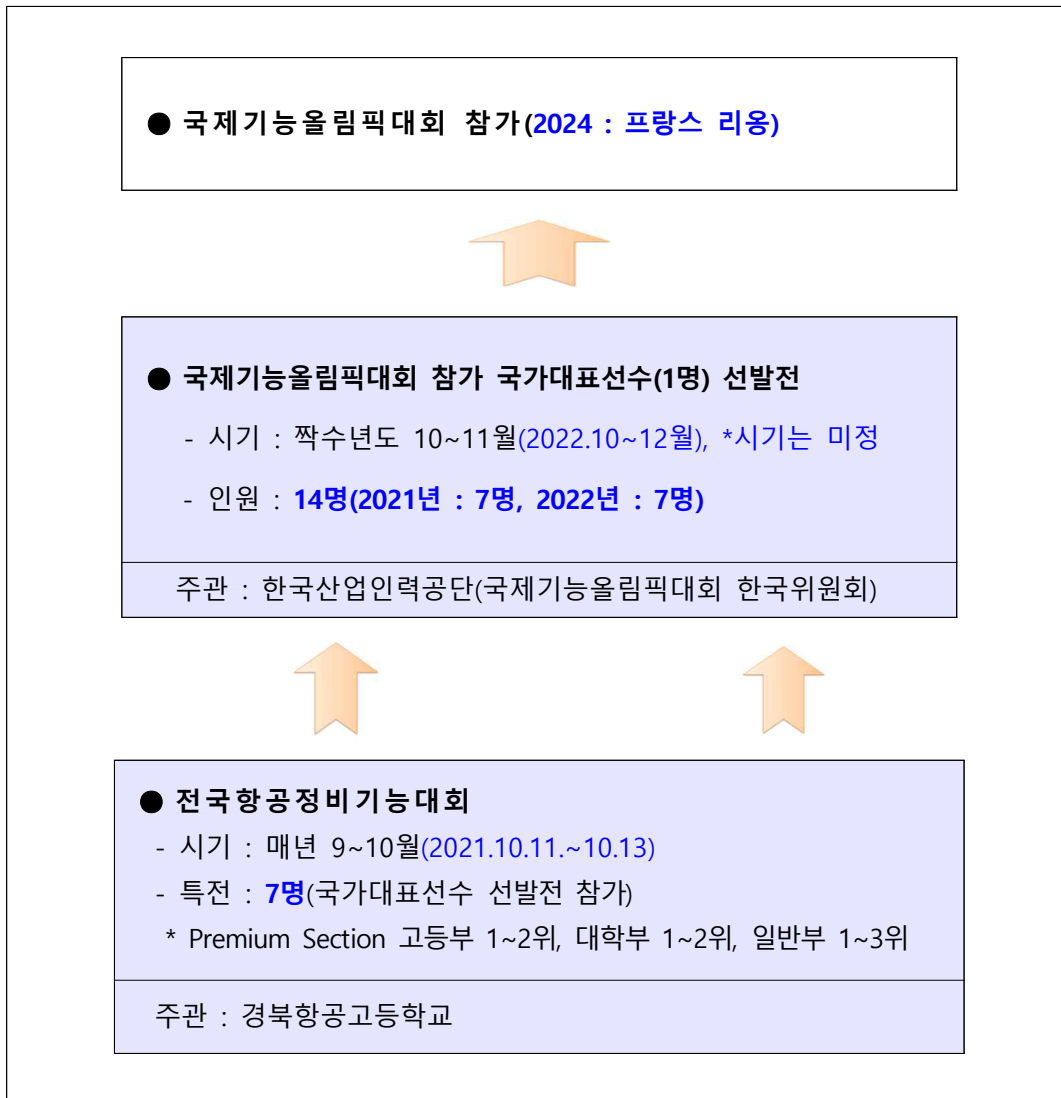 ● 국제기능올림픽대회 참가(2024 : 프랑스 리옹)
● 국제기능올림픽대회 참가 국가대표선수(1명) 선발전
- 시기 : 짝수년도 10~11월(2022.10~12월), *시기는 미정
- 인원 : 14명(2021년 : 7명, 2022년 : 7명)
주관 : 한국산업인력공단(국제기능올림픽대회 한국위원회)
● 전국항공정비기능대회
- 시기 : 매년 9~10월(2021.10.11.~10.13)
- 특전 : 7명(국가대표선수 선발전 참가)
* Premium Section 고등부 1~2위, 대학부 1~2위, 일반부 1~3위
주관 : 경북항공고등학교